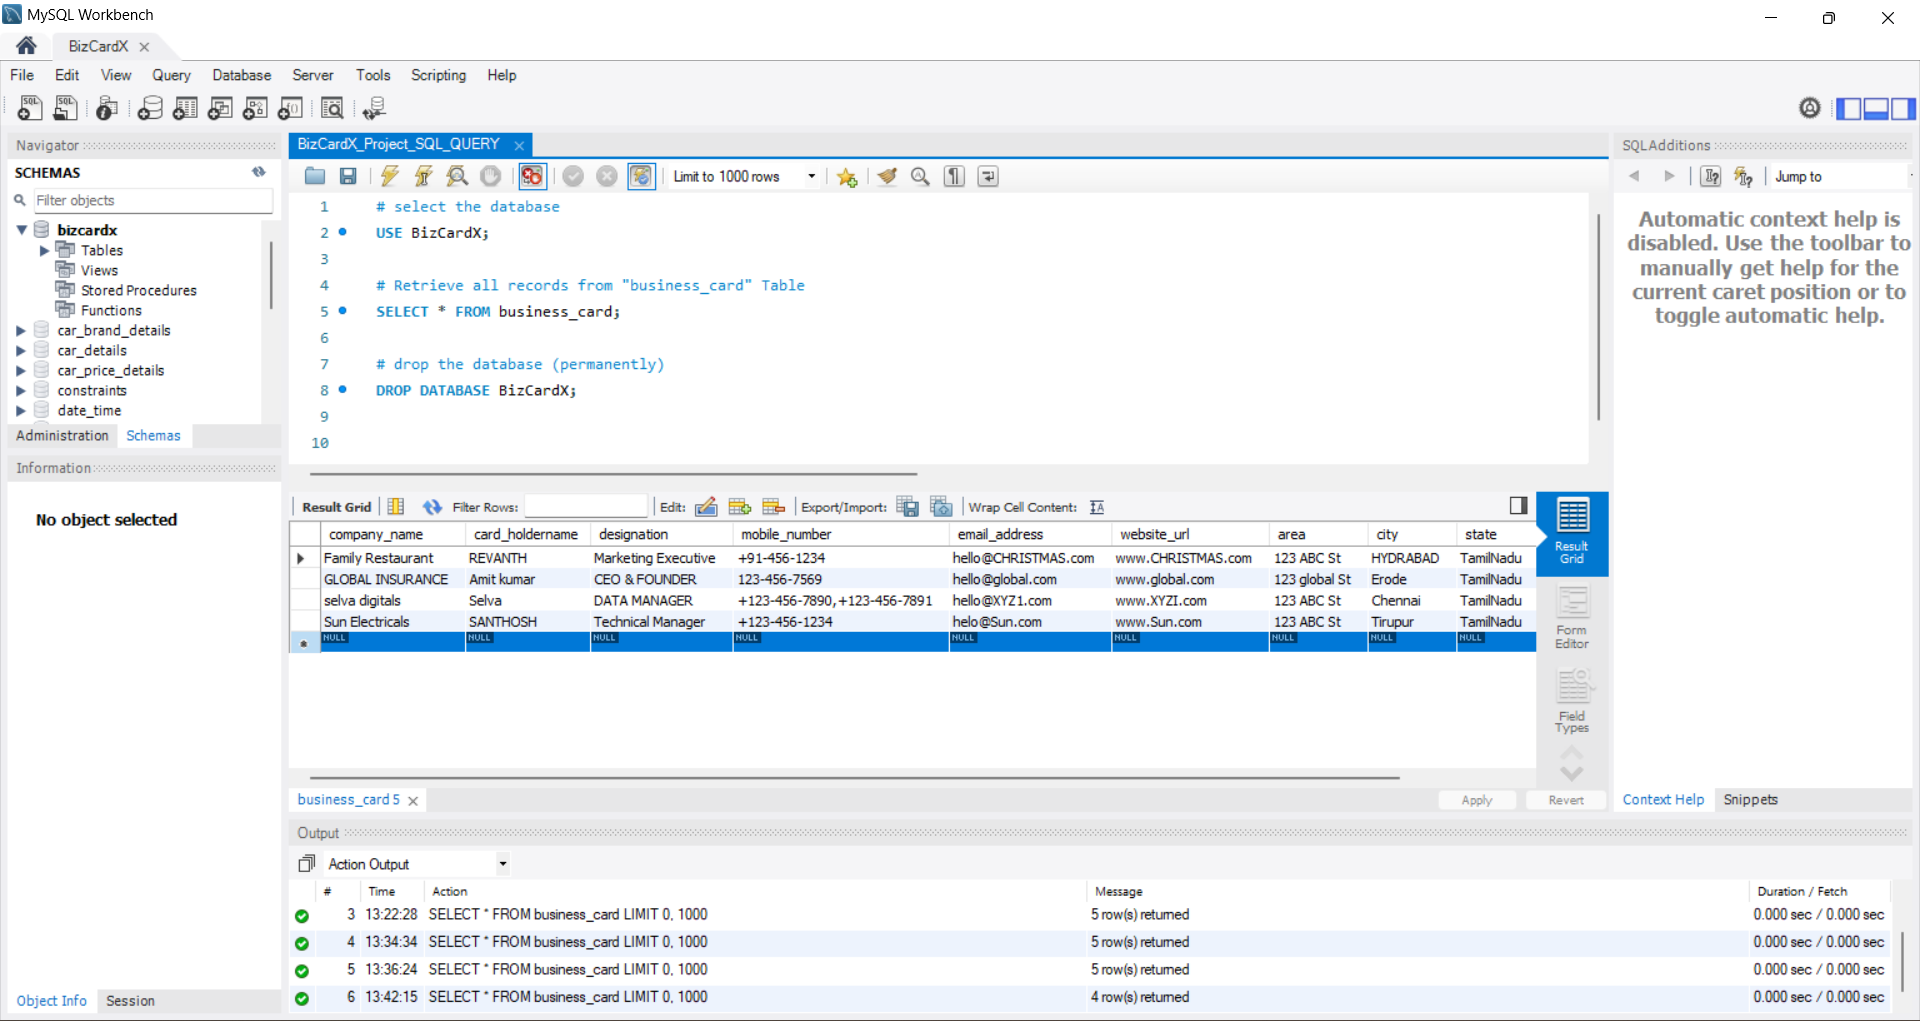 MySQL Workbench
BizCardX
File Edit View Query Database Server Tools Scripting Help
Navigator
SCHEMAS
Filter objects
bizcardx
Tables
Views
Stored Procedures
Functions
car_brand_details
car_details
car_price_details
constraints
date_time
Administration Schemas
Information
No object selected
Object Info Session
BizCardX_Project_SQL_QUERY
Limit to 1000 rows
1 # select the database
2 USE BizCardX;
3
4 # Retrieve all records from "business_card" Table
5 SELECT * FROM business_card;
6
7 # drop the database (permanently)
8 DROP DATABASE BizCardX;
9
10
Result Grid Filter Rows: Edit: Export/Import: Wrap Cell Content:
company_name card_holdername designation mobile_number email_address website_url area city state
Family Restaurant REVANTH Marketing Executive +91-456-1234 hello@CHRISTMAS.com www.CHRISTMAS.com 123 ABC St HYDRABAD TamilNadu
GLOBAL INSURANCE Amit kumar CEO & FOUNDER 123-456-7569 hello@global.com www.global.com 123 global St Erode TamilNadu
selva digitals Selva DATA MANAGER +123-456-7890,+123-456-7891 hello@XYZ1.com www.XYZI.com 123 ABC St Chennai TamilNadu
Sun Electricals SANTHOSH Technical Manager +123-456-1234 helo@Sun.com www.Sun.com 123 ABC St Tirupur TamilNadu
NULL NULL NULL NULL NULL NULL NULL NULL NULL
Result
Grid
Form
Editor
Field
Types
business_card 5
Apply Revert
SQLAdditions
Jump to
Automatic context help is
disabled. Use the toolbar to
manually get help for the
current caret position or to
toggle automatic help.
Context Help Snippets
Output
Action Output
# Time Action Message Duration / Fetch
3 13:22:28 SELECT * FROM business_card LIMIT 0, 1000 5 row(s) returned 0.000 sec / 0.000 sec
4 13:34:34 SELECT * FROM business_card LIMIT 0, 1000 5 row(s) returned 0.000 sec / 0.000 sec
5 13:36:24 SELECT * FROM business_card LIMIT 0, 1000 5 row(s) returned 0.000 sec / 0.000 sec
6 13:42:15 SELECT * FROM business_card LIMIT 0, 1000 4 row(s) returned 0.000 sec / 0.000 sec